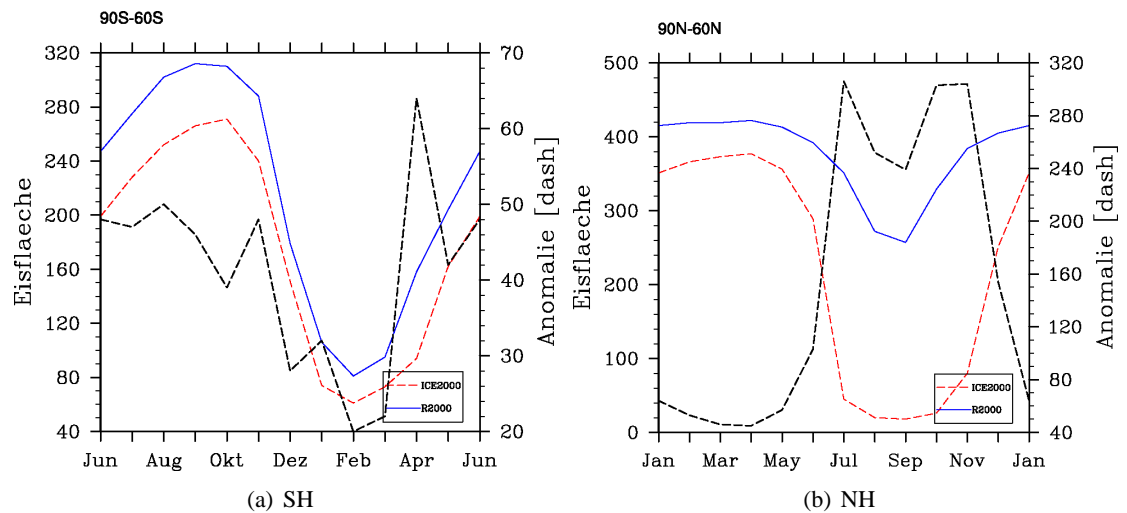 90S-60S
320
280
240
200
160
120
80
40
Eisflaeche
70
60
50
40
30
20
Anomalie [dash]
ICE2000
R2000
Jun Aug Okt Dez Feb Apr Jun
(a) SH
90N-60N
500
400
300
200
100
0
Eisflaeche
320
280
240
200
160
120
80
40
Anomalie [dash]
ICE2000
R2000
Jan Mar May Jul Sep Nov Jan
(b) NH